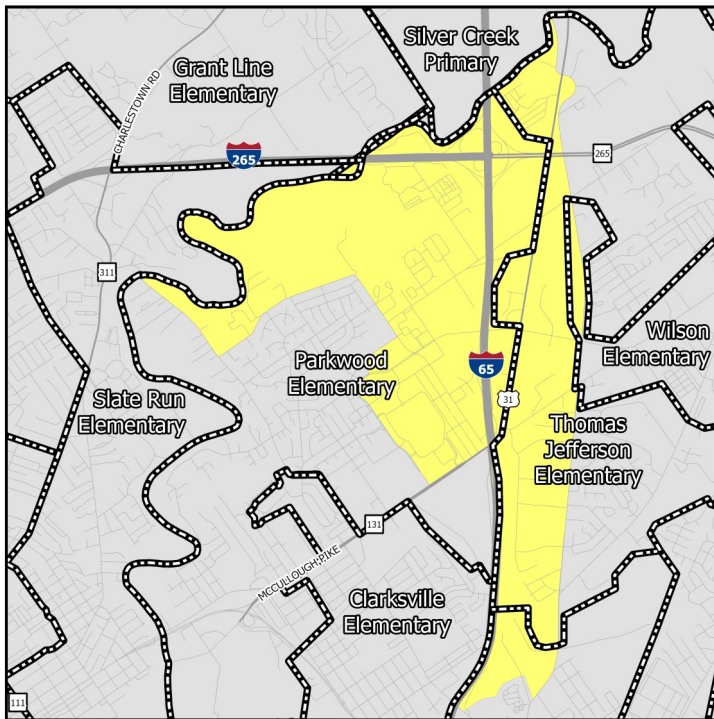 Silver Creek
Primary
Grant Line
Elementary
CHARLESTOWN RD
265
265
311
Wilson
Elementary
Parkwood
Elementary
65
Slate Run
Elementary
31
Thomas
Jefferson
Elementary
131
MCCULLOUGH PIKE
Clarksville
Elementary
111